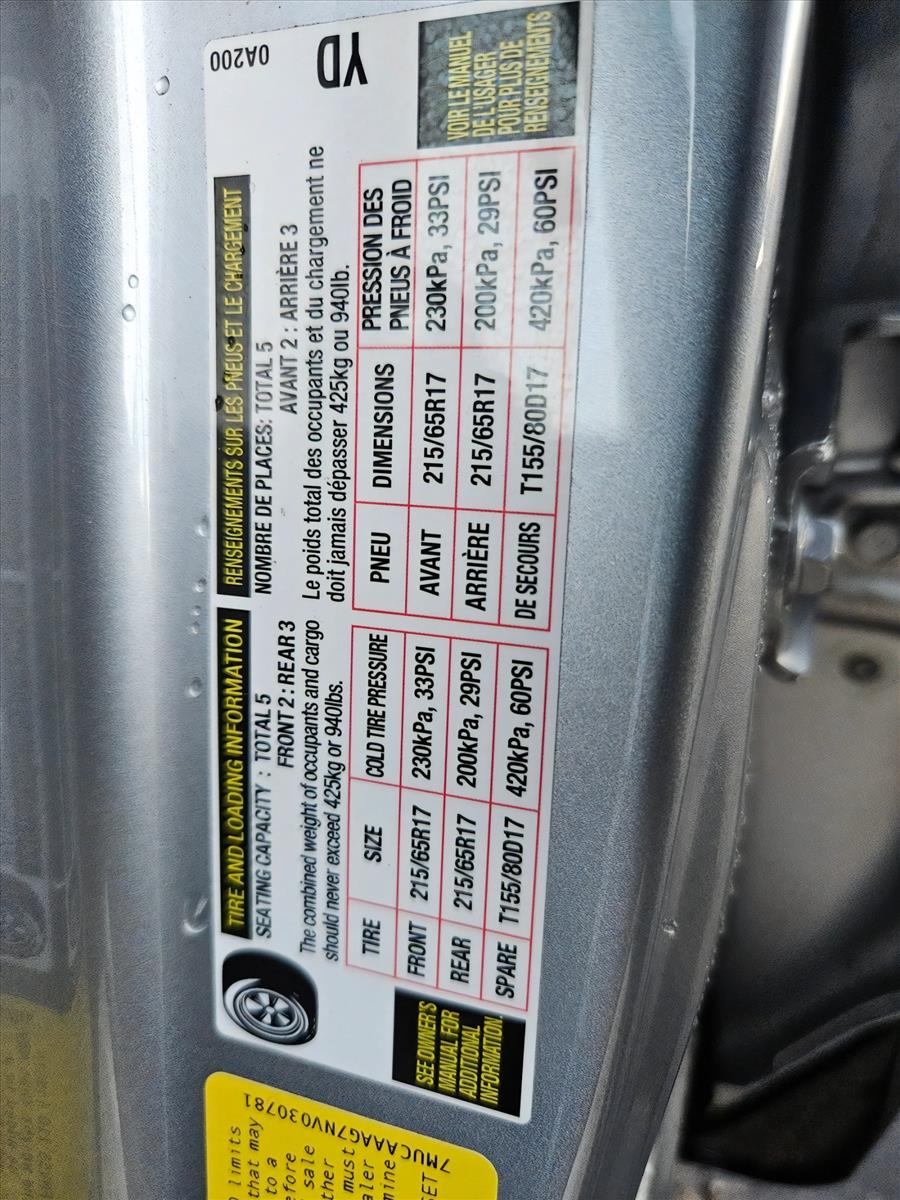 0A200
YD
TIRE AND LOADING INFORMATION
SEATING CAPACITY : TOTAL 5
FRONT 2 : REAR 3
The combined weight of occupants and cargo
should never exceed 425kg or 940lbs.
TIRE SIZE COLD TIRE PRESSURE
FRONT 215/65R17 230kPa, 33PSI
REAR 215/65R17 200kPa, 29PSI
SPARE T155/80D17 420kPa, 60PSI
SEE OWNER'S
MANUAL FOR
ADDITIONAL
INFORMATION.
RENSEIGNEMENTS SUR LES PNEUS ET LE CHARGEMENT
NOMBRE DE PLACES: TOTAL 5
AVANT 2 : ARRIÈRE 3
Le poids total des occupants et du chargement ne
doit jamais dépasser 425kg ou 940lb.
PNEU DIMENSIONS PRESSION DES
PNEUS À FROID
AVANT 215/65R17 230kPa, 33PSI
ARRIÈRE 215/65R17 200kPa, 29PSI
DE SECOURS T155/80D17 420kPa, 60PSI
VOIR LE MANUEL
DE L'USAGER
POUR PLUS DE
RENSEIGNEMENTS
7MUCAAAG7NV030781
limits
that may
to a
sale
must